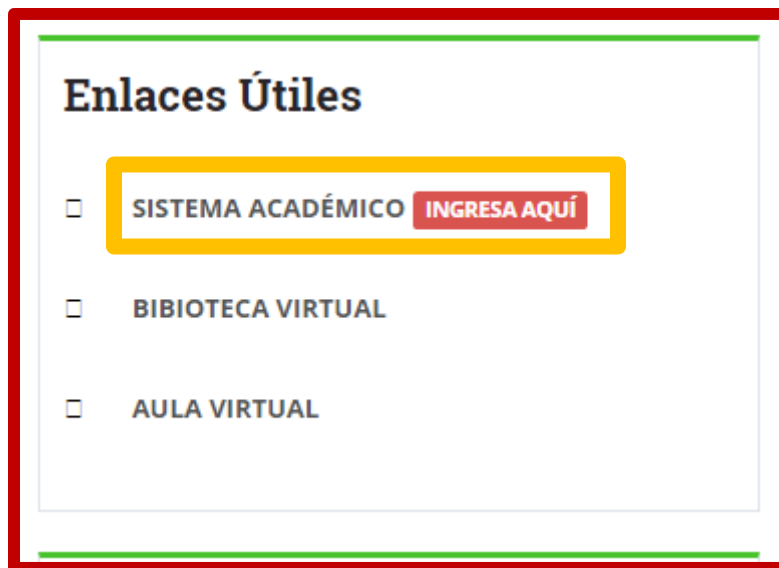 Enlaces Útiles
SISTEMA ACADÉMICO INGRESA AQUÍ
BIBIOTECA VIRTUAL
AULA VIRTUAL